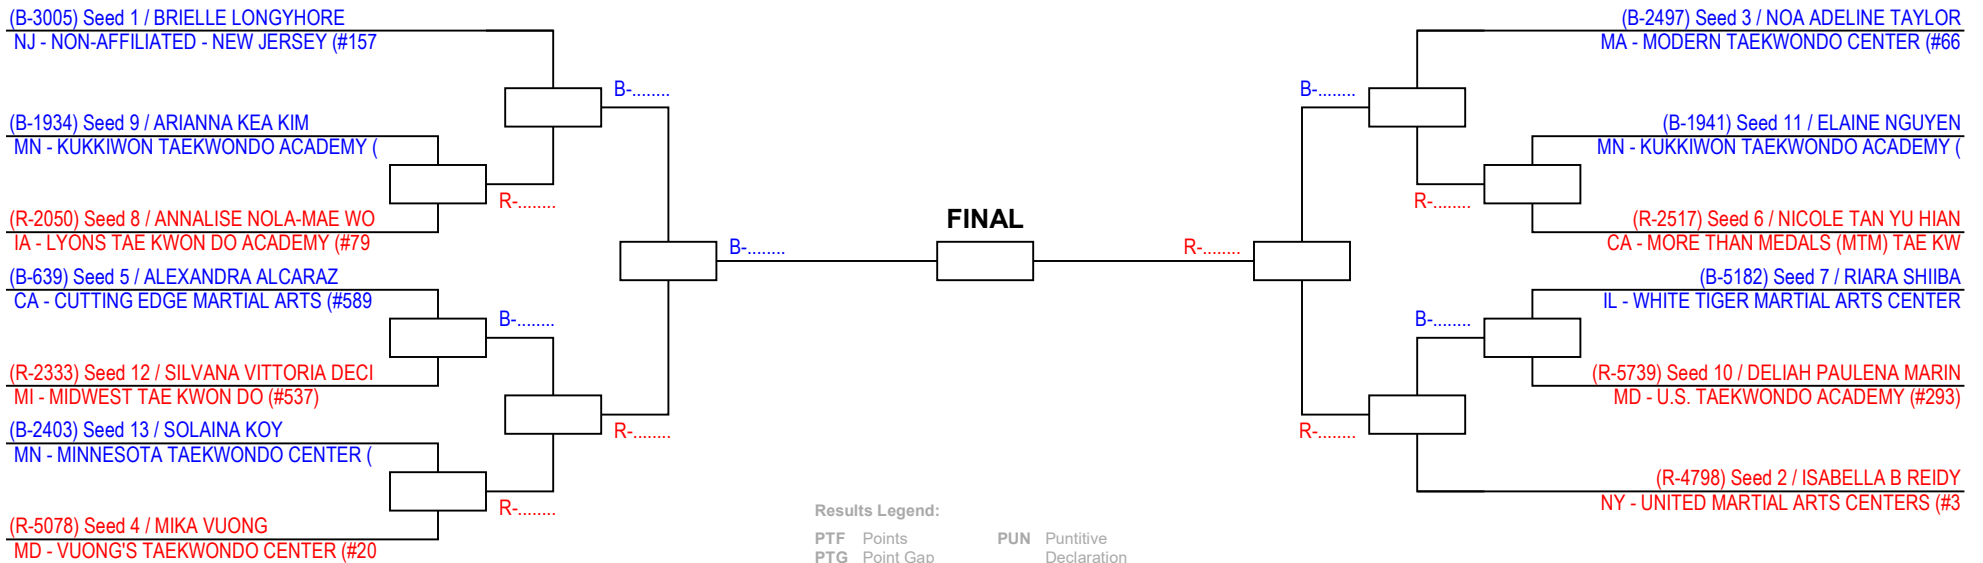 (B-3005) Seed 1 / BRIELLE LONGYHORE
NJ - NON-AFFILIATED - NEW JERSEY (#157
(B-1934) Seed 9 / ARIANNA KEA KIM
MN - KUKKIWON TAEKWONDO ACADEMY (
(R-2050) Seed 8 / ANNALISE NOLA-MAE WO
IA - LYONS TAE KWON DO ACADEMY (#79
(B-639) Seed 5 / ALEXANDRA ALCARAZ
CA - CUTTING EDGE MARTIAL ARTS (#589
(R-2333) Seed 12 / SILVANA VITTORIA DECI
MI - MIDWEST TAE KWON DO (#537)
(B-2403) Seed 13 / SOLAINA KOY
MN - MINNESOTA TAEKWONDO CENTER (
(R-5078) Seed 4 / MIKA VUONG
MD - VUONG'S TAEKWONDO CENTER (#20
B-........
R-........
B-........
R-........
B-........
R-........
FINAL
R-........
B-........
R-........
B-........
R-........
(B-2497) Seed 3 / NOA ADELINE TAYLOR
MA - MODERN TAEKWONDO CENTER (#66
(B-1941) Seed 11 / ELAINE NGUYEN
MN - KUKKIWON TAEKWONDO ACADEMY (
(R-2517) Seed 6 / NICOLE TAN YU HIAN
CA - MORE THAN MEDALS (MTM) TAE KW
(B-5182) Seed 7 / RIARA SHIIBA
IL - WHITE TIGER MARTIAL ARTS CENTER
(R-5739) Seed 10 / DELIAH PAULENA MARIN
MD - U.S. TAEKWONDO ACADEMY (#293)
(R-4798) Seed 2 / ISABELLA B REIDY
NY - UNITED MARTIAL ARTS CENTERS (#3
Results Legend:
PTF Points
PTG Point Gap
PUN Puntitive
Declaration